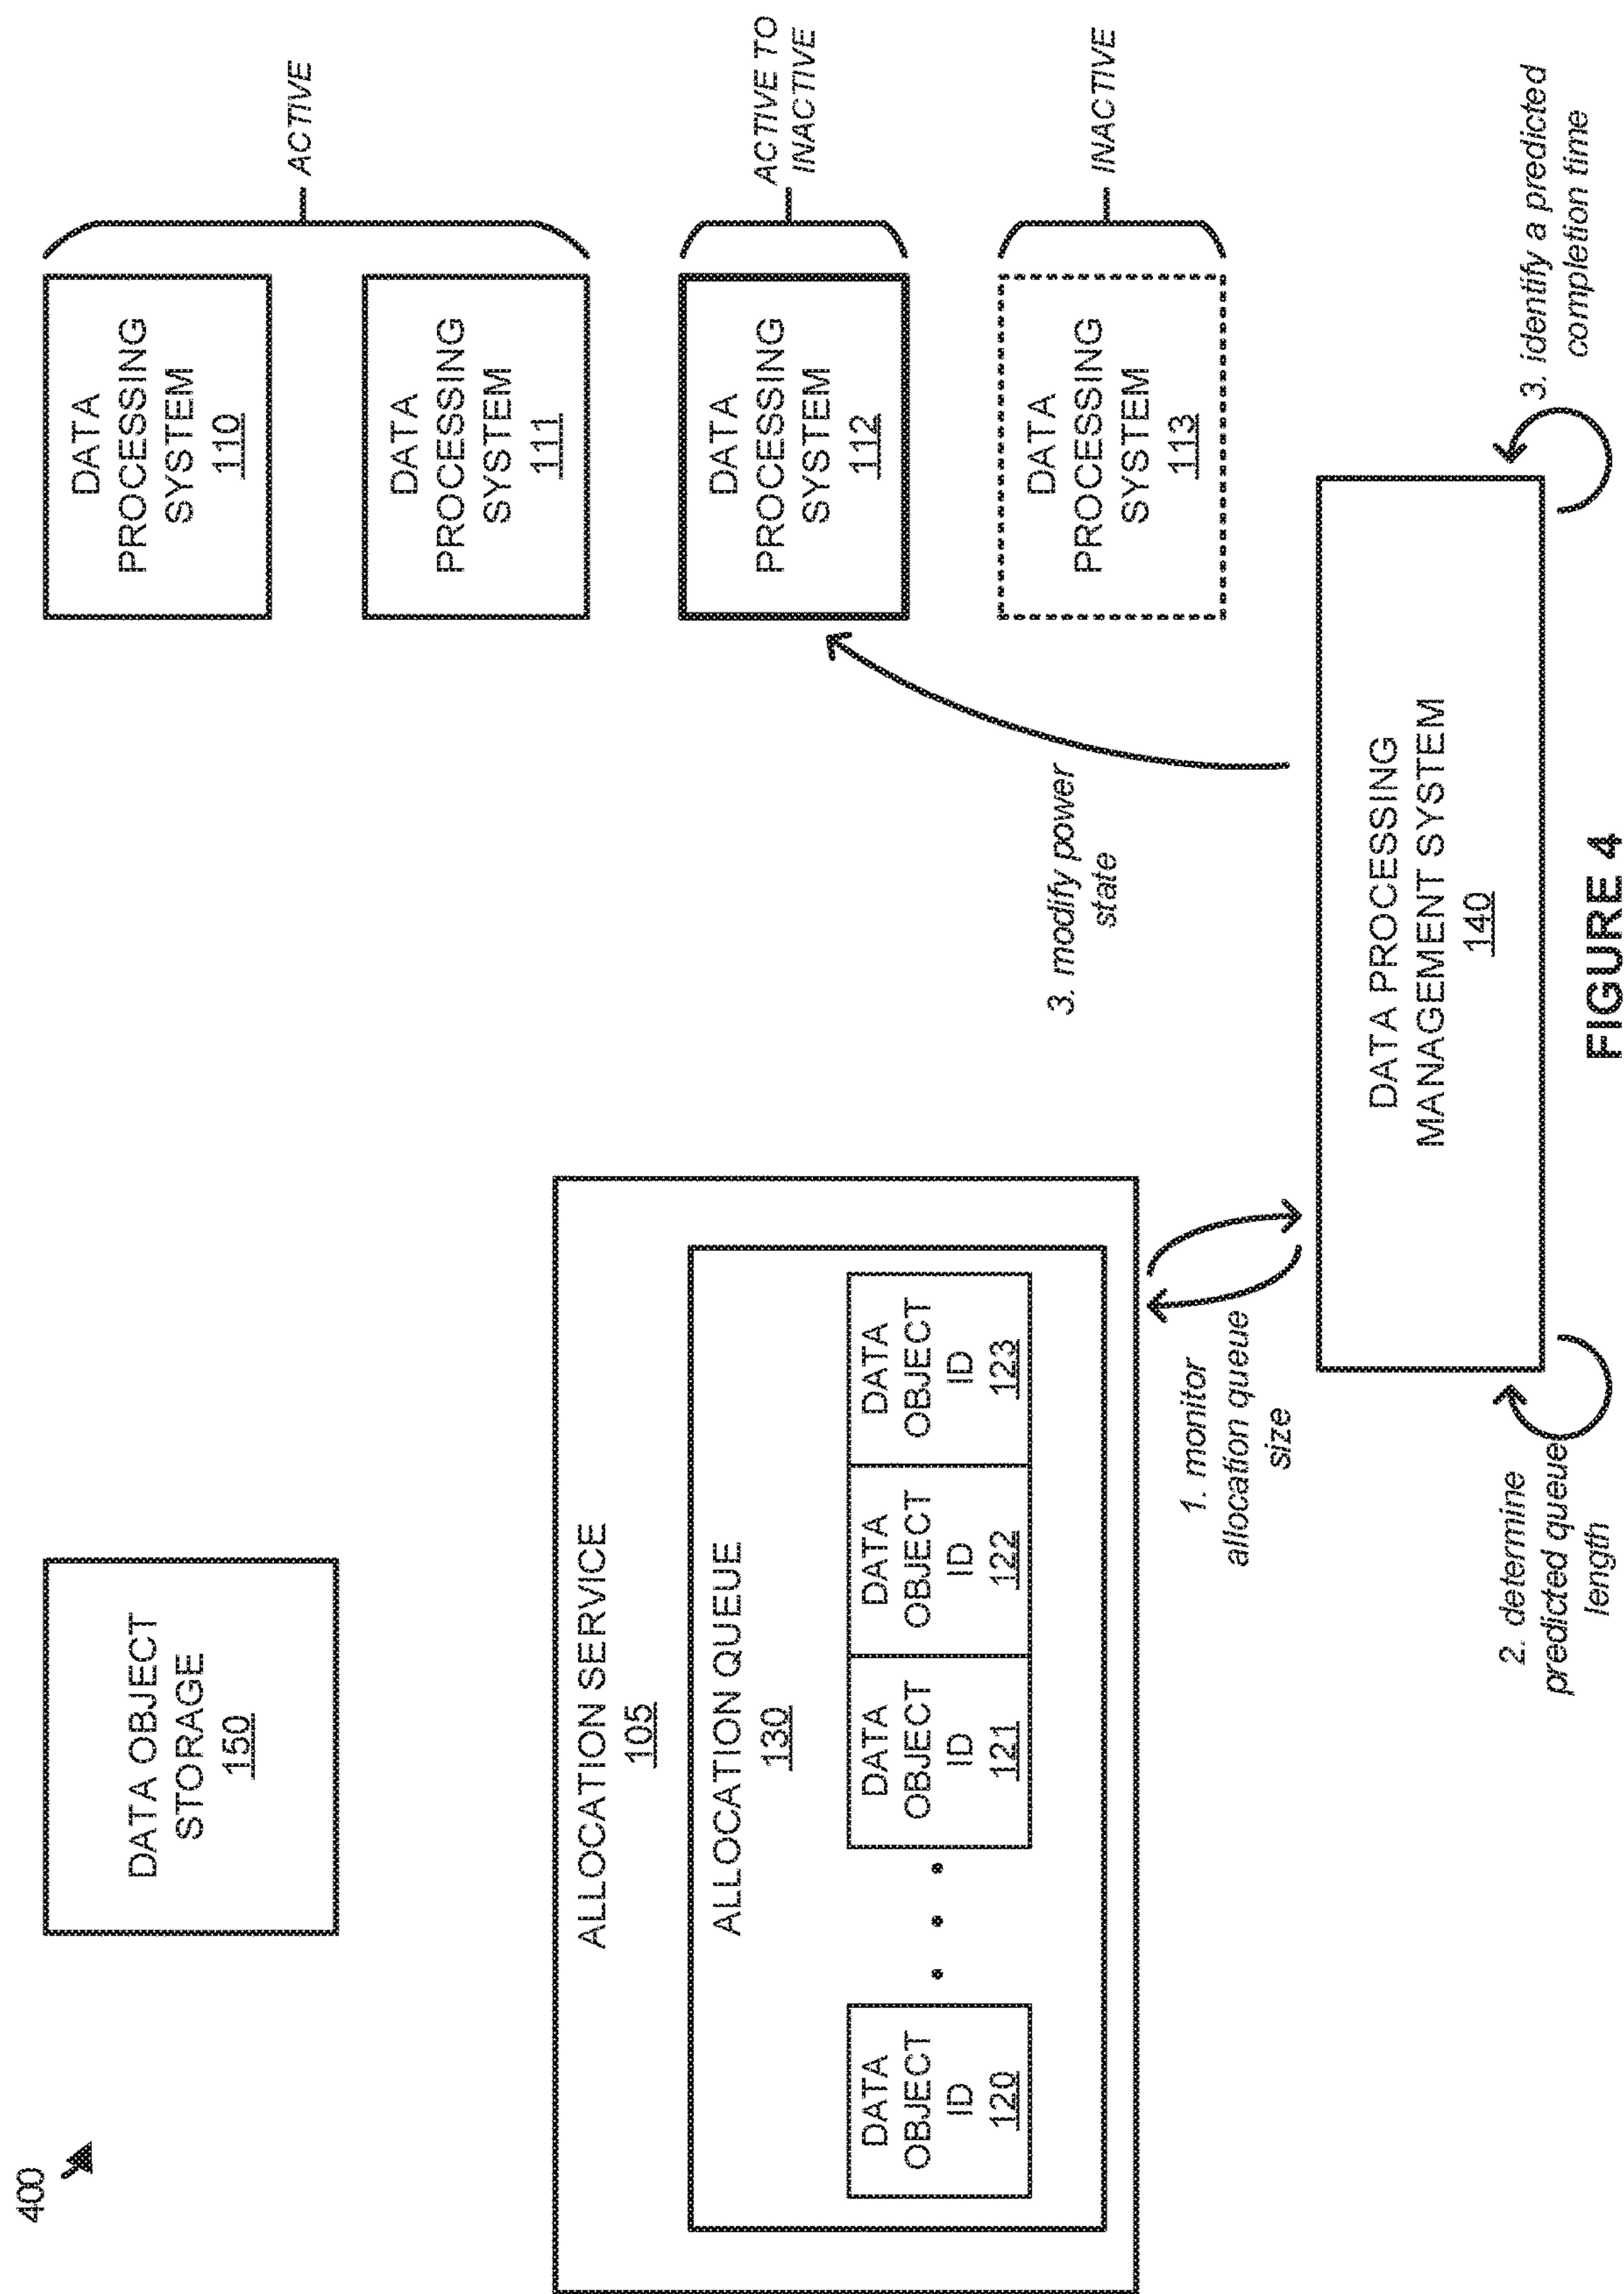 400
DATA OBJECT
STORAGE
150
ALLOCATION SERVICE
105
ALLOCATION QUEUE
130
DATA
OBJECT
ID
120
DATA
OBJECT
ID
121
DATA
OBJECT
ID
122
DATA
OBJECT
ID
123
DATA
PROCESSING
SYSTEM
110
DATA
PROCESSING
SYSTEM
111
DATA
PROCESSING
SYSTEM
112
DATA
PROCESSING
SYSTEM
113
ACTIVE
ACTIVE TO
INACTIVE
INACTIVE
1. monitor
allocation queue
size
3. modify power
state
DATA PROCESSING
MANAGEMENT SYSTEM
140
2. determine
predicted queue
length
3. identify a predicted
completion time
FIGURE 4